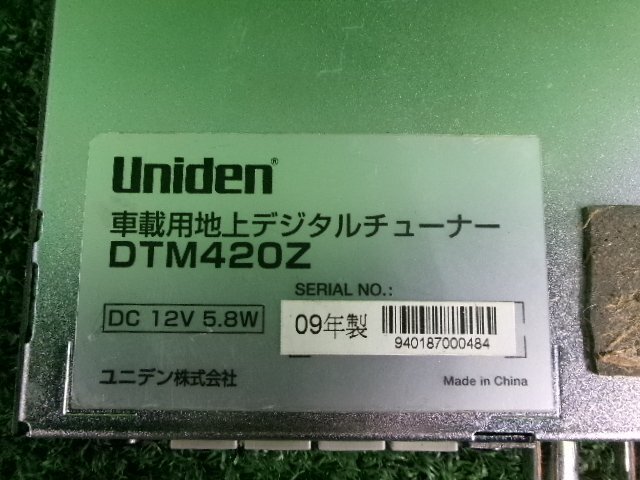 Uniden®
車載用地上デジタルチューナー
DTM420Z
SERIAL NO.:
DC 12V 5.8W
09年製
940187000484
ユニデン株式会社
Made in China